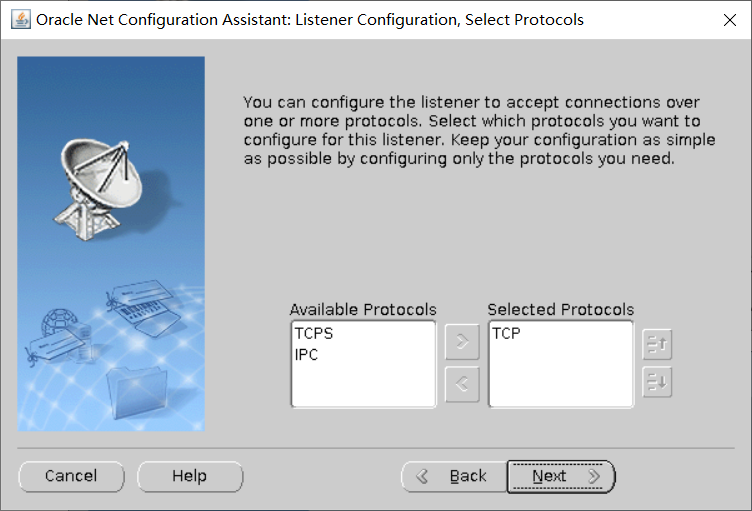 Oracle Net Configuration Assistant: Listener Configuration, Select Protocols
You can configure the listener to accept connections over
one or more protocols. Select which protocols you want to
configure for this listener. Keep your configuration as simple
as possible by configuring only the protocols you need.
Available Protocols
TCPS
IPC
Selected Protocols
TCP
Cancel
Help
Back
Next